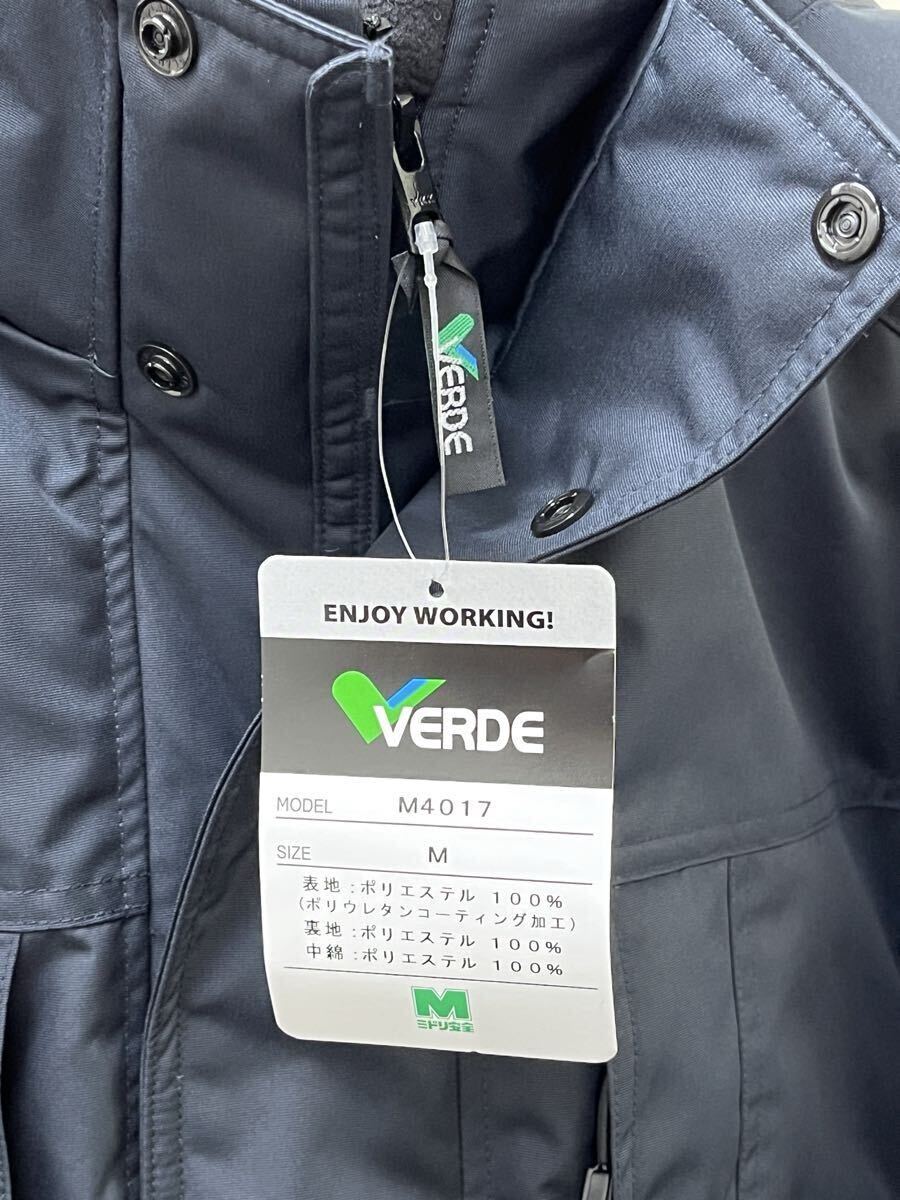 VERDE
ENJOY WORKING!
VERDE
MODEL M4017
SIZE M
表地:ポリエステル 100%
(ポリウレタンコーティング加工)
裏地:ポリエステル 100%
中綿:ポリエステル 100%
M
ミドリ安全